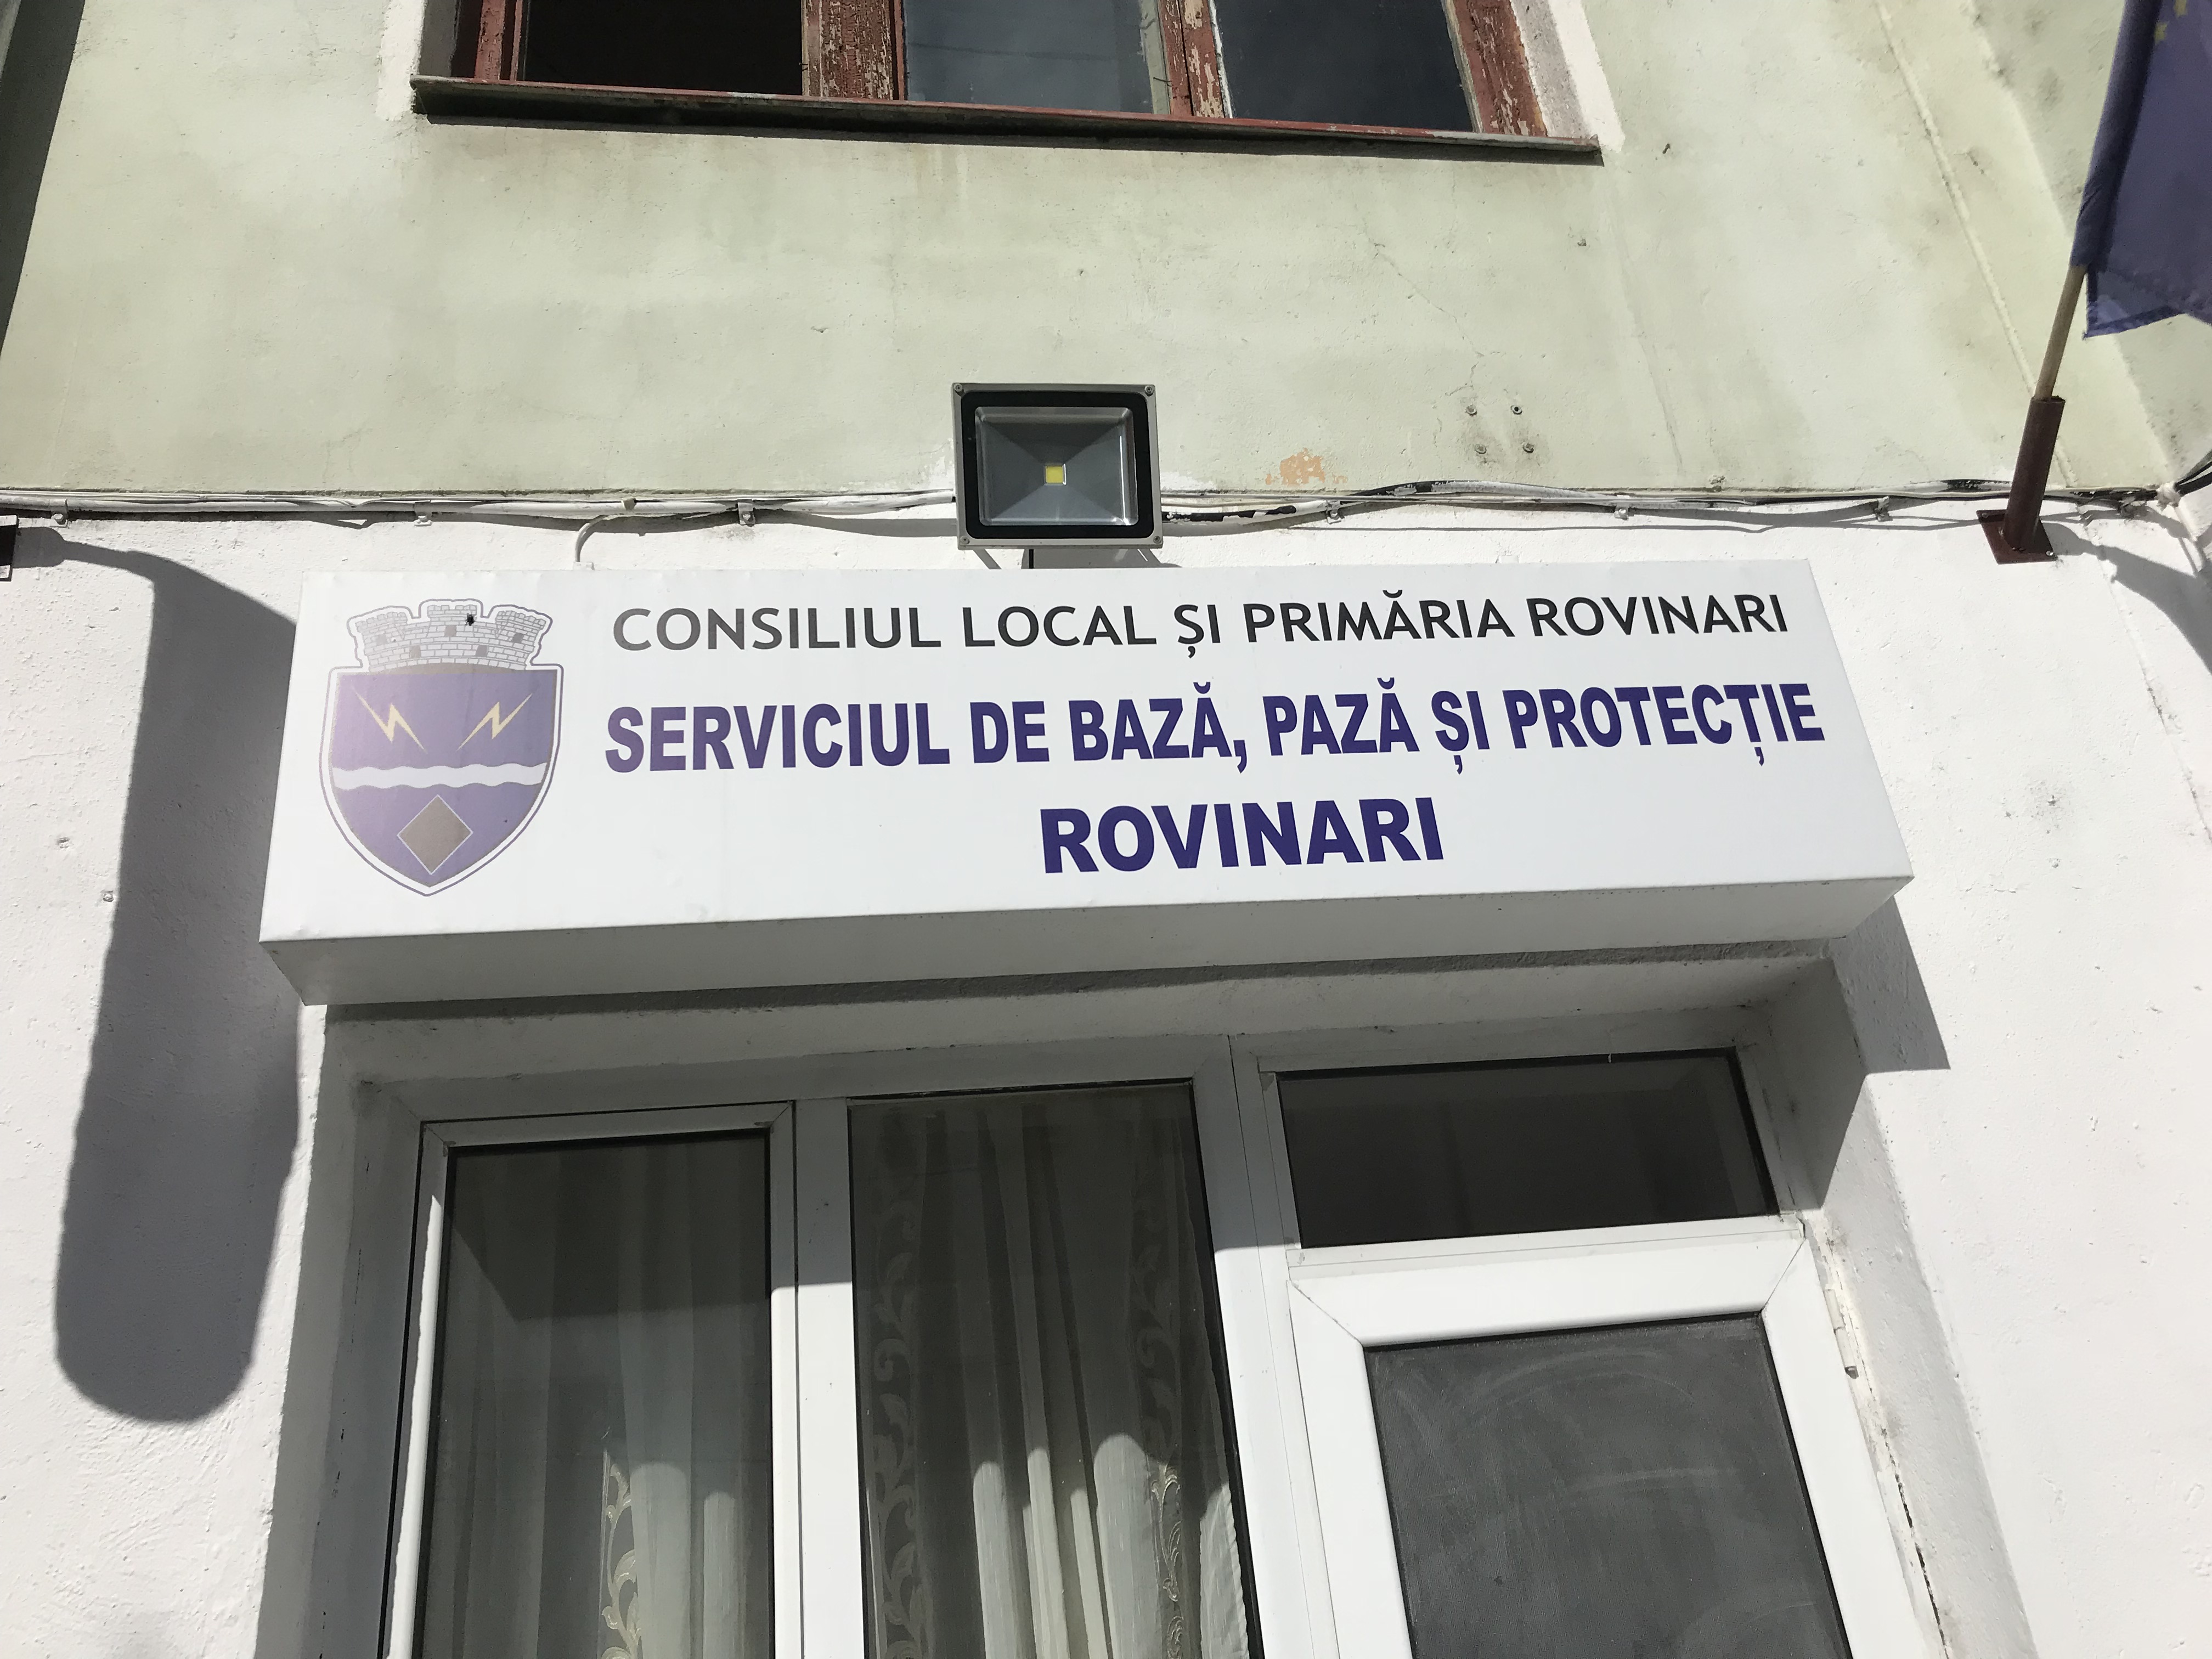 CONSILIUL LOCAL ȘI PRIMĂRIA ROVINARI
SERVICIUL DE BAZĂ, PAZĂ ȘI PROTECȚIE
ROVINARI